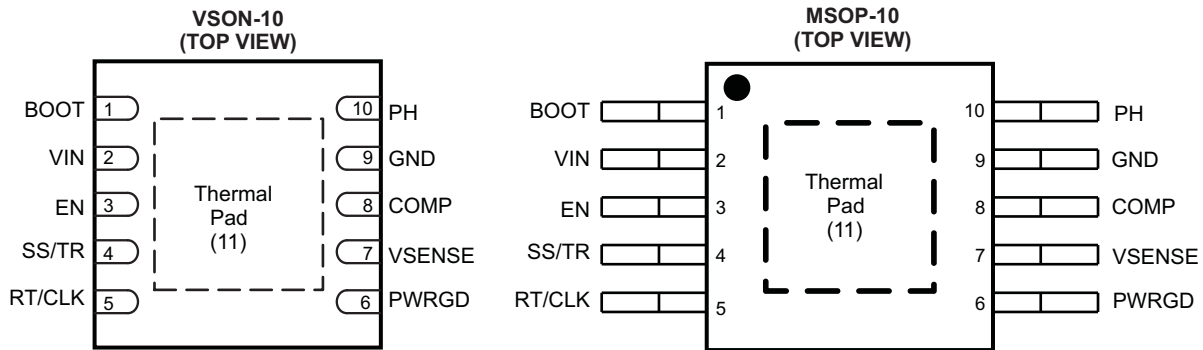 VSON-10
(TOP VIEW)
BOOT 1
VIN 2
EN 3
SS/TR 4
RT/CLK 5
Thermal
Pad
(11)
10 PH
9 GND
8 COMP
7 VSENSE
6 PWRGD
MSOP-10
(TOP VIEW)
BOOT 1
VIN 2
EN 3
SS/TR 4
RT/CLK 5
Thermal
Pad
(11)
10 PH
9 GND
8 COMP
7 VSENSE
6 PWRGD